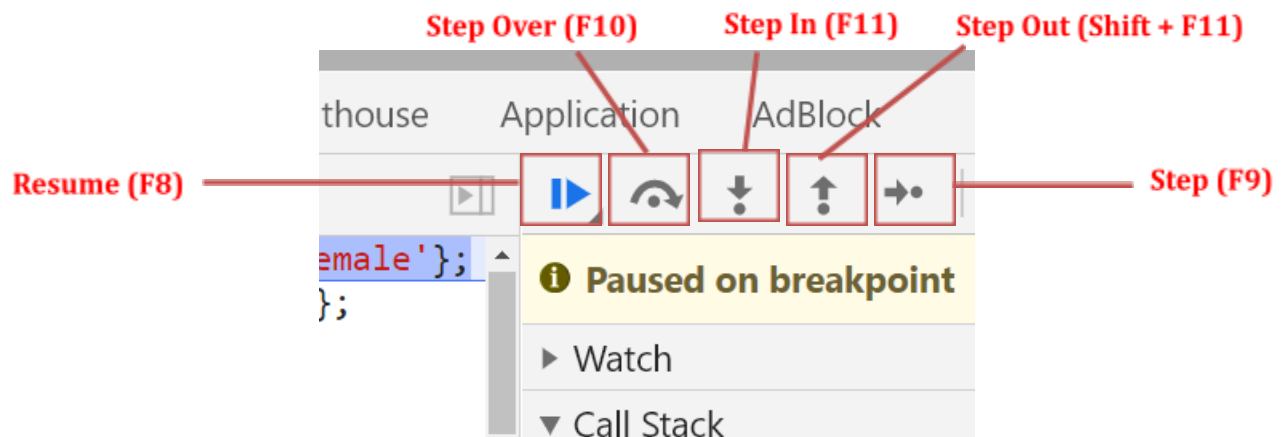 Step Over (F10) Step In (F11) Step Out (Shift + F11)
thouse Application AdBlock
Resume (F8) Step (F9)
emale'};
};
Paused on breakpoint
Watch
Call Stack